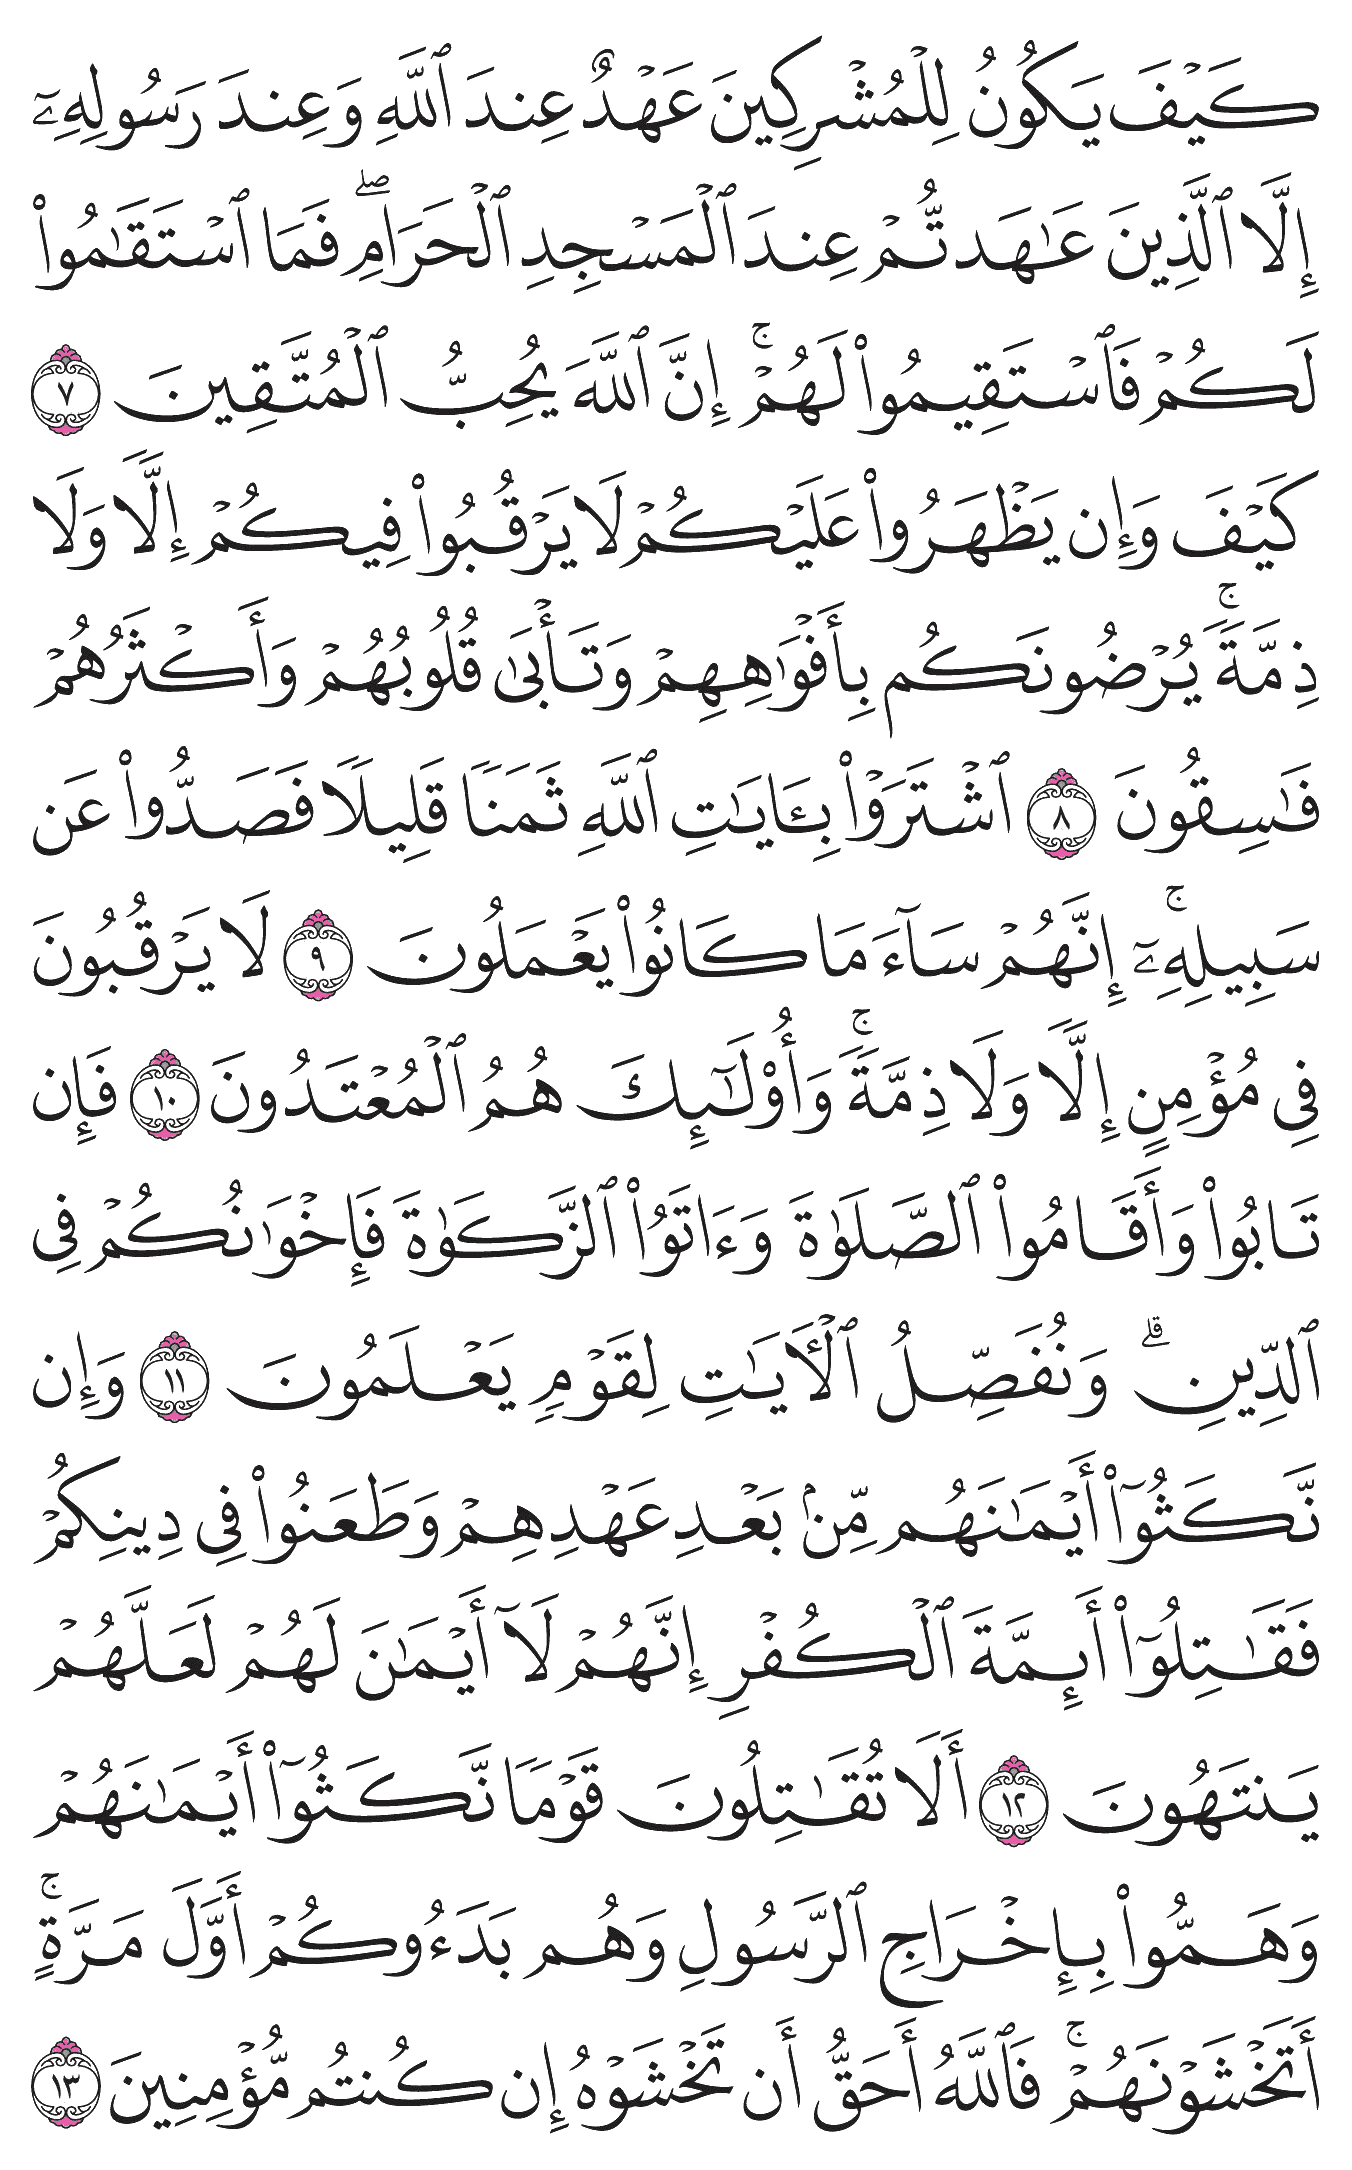 كَيۡفَ يَكُونُ لِلۡمُشۡرِكِينَ عَهۡدٌ عِندَ ٱللَّهِ وَعِندَ رَسُولِهِۦٓ
إِلَّا ٱلَّذِينَ عَٰهَدتُّمۡ عِندَ ٱلۡمَسۡجِدِ ٱلۡحَرَامِۖ فَمَا ٱسۡتَقَٰمُواْ
لَكُمۡ فَٱسۡتَقِيمُواْ لَهُمۡۚ إِنَّ ٱللَّهَ يُحِبُّ ٱلۡمُتَّقِينَ ٧
كَيۡفَ وَإِن يَظۡهَرُواْ عَلَيۡكُمۡ لَا يَرۡقُبُواْ فِيكُمۡ إِلّٗا وَلَا
ذِمَّةٗۚ يُرۡضُونَكُم بِأَفۡوَٰهِهِمۡ وَتَأۡبَىٰ قُلُوبُهُمۡ وَأَكۡثَرُهُمۡ
فَٰسِقُونَ ٨ ٱشۡتَرَوۡاْ بِـَٔايَٰتِ ٱللَّهِ ثَمَنٗا قَلِيلٗا فَصَدُّواْ عَن
سَبِيلِهِۦٓۚ إِنَّهُمۡ سَآءَ مَا كَانُواْ يَعۡمَلُونَ ٩ لَا يَرۡقُبُونَ
فِي مُؤۡمِنٍ إِلّٗا وَلَا ذِمَّةٗۚ وَأُوْلَٰٓئِكَ هُمُ ٱلۡمُعۡتَدُونَ ١٠ فَإِن
تَابُواْ وَأَقَامُواْ ٱلصَّلَوٰةَ وَءَاتَوُاْ ٱلزَّكَوٰةَ فَإِخۡوَٰنُكُمۡ فِي
ٱلدِّينِۗ وَنُفَصِّلُ ٱلۡأٓيَٰتِ لِقَوۡمٖ يَعۡلَمُونَ ١١ وَإِن
نَّكَثُوٓاْ أَيۡمَٰنَهُم مِّنۢ بَعۡدِ عَهۡدِهِمۡ وَطَعَنُواْ فِي دِينِكُمۡ
فَقَٰتِلُوٓاْ أَئِمَّةَ ٱلۡكُفۡرِ إِنَّهُمۡ لَآ أَيۡمَٰنَ لَهُمۡ لَعَلَّهُمۡ
يَنتَهُونَ ١٢ أَلَا تُقَٰتِلُونَ قَوۡمٗا نَّكَثُوٓاْ أَيۡمَٰنَهُمۡ
وَهَمُّواْ بِإِخۡرَاجِ ٱلرَّسُولِ وَهُم بَدَءُوكُمۡ أَوَّلَ مَرَّةٍۚ
أَتَخۡشَوۡنَهُمۡۚ فَٱللَّهُ أَحَقُّ أَن تَخۡشَوۡهُ إِن كُنتُم مُّؤۡمِنِينَ ١٣